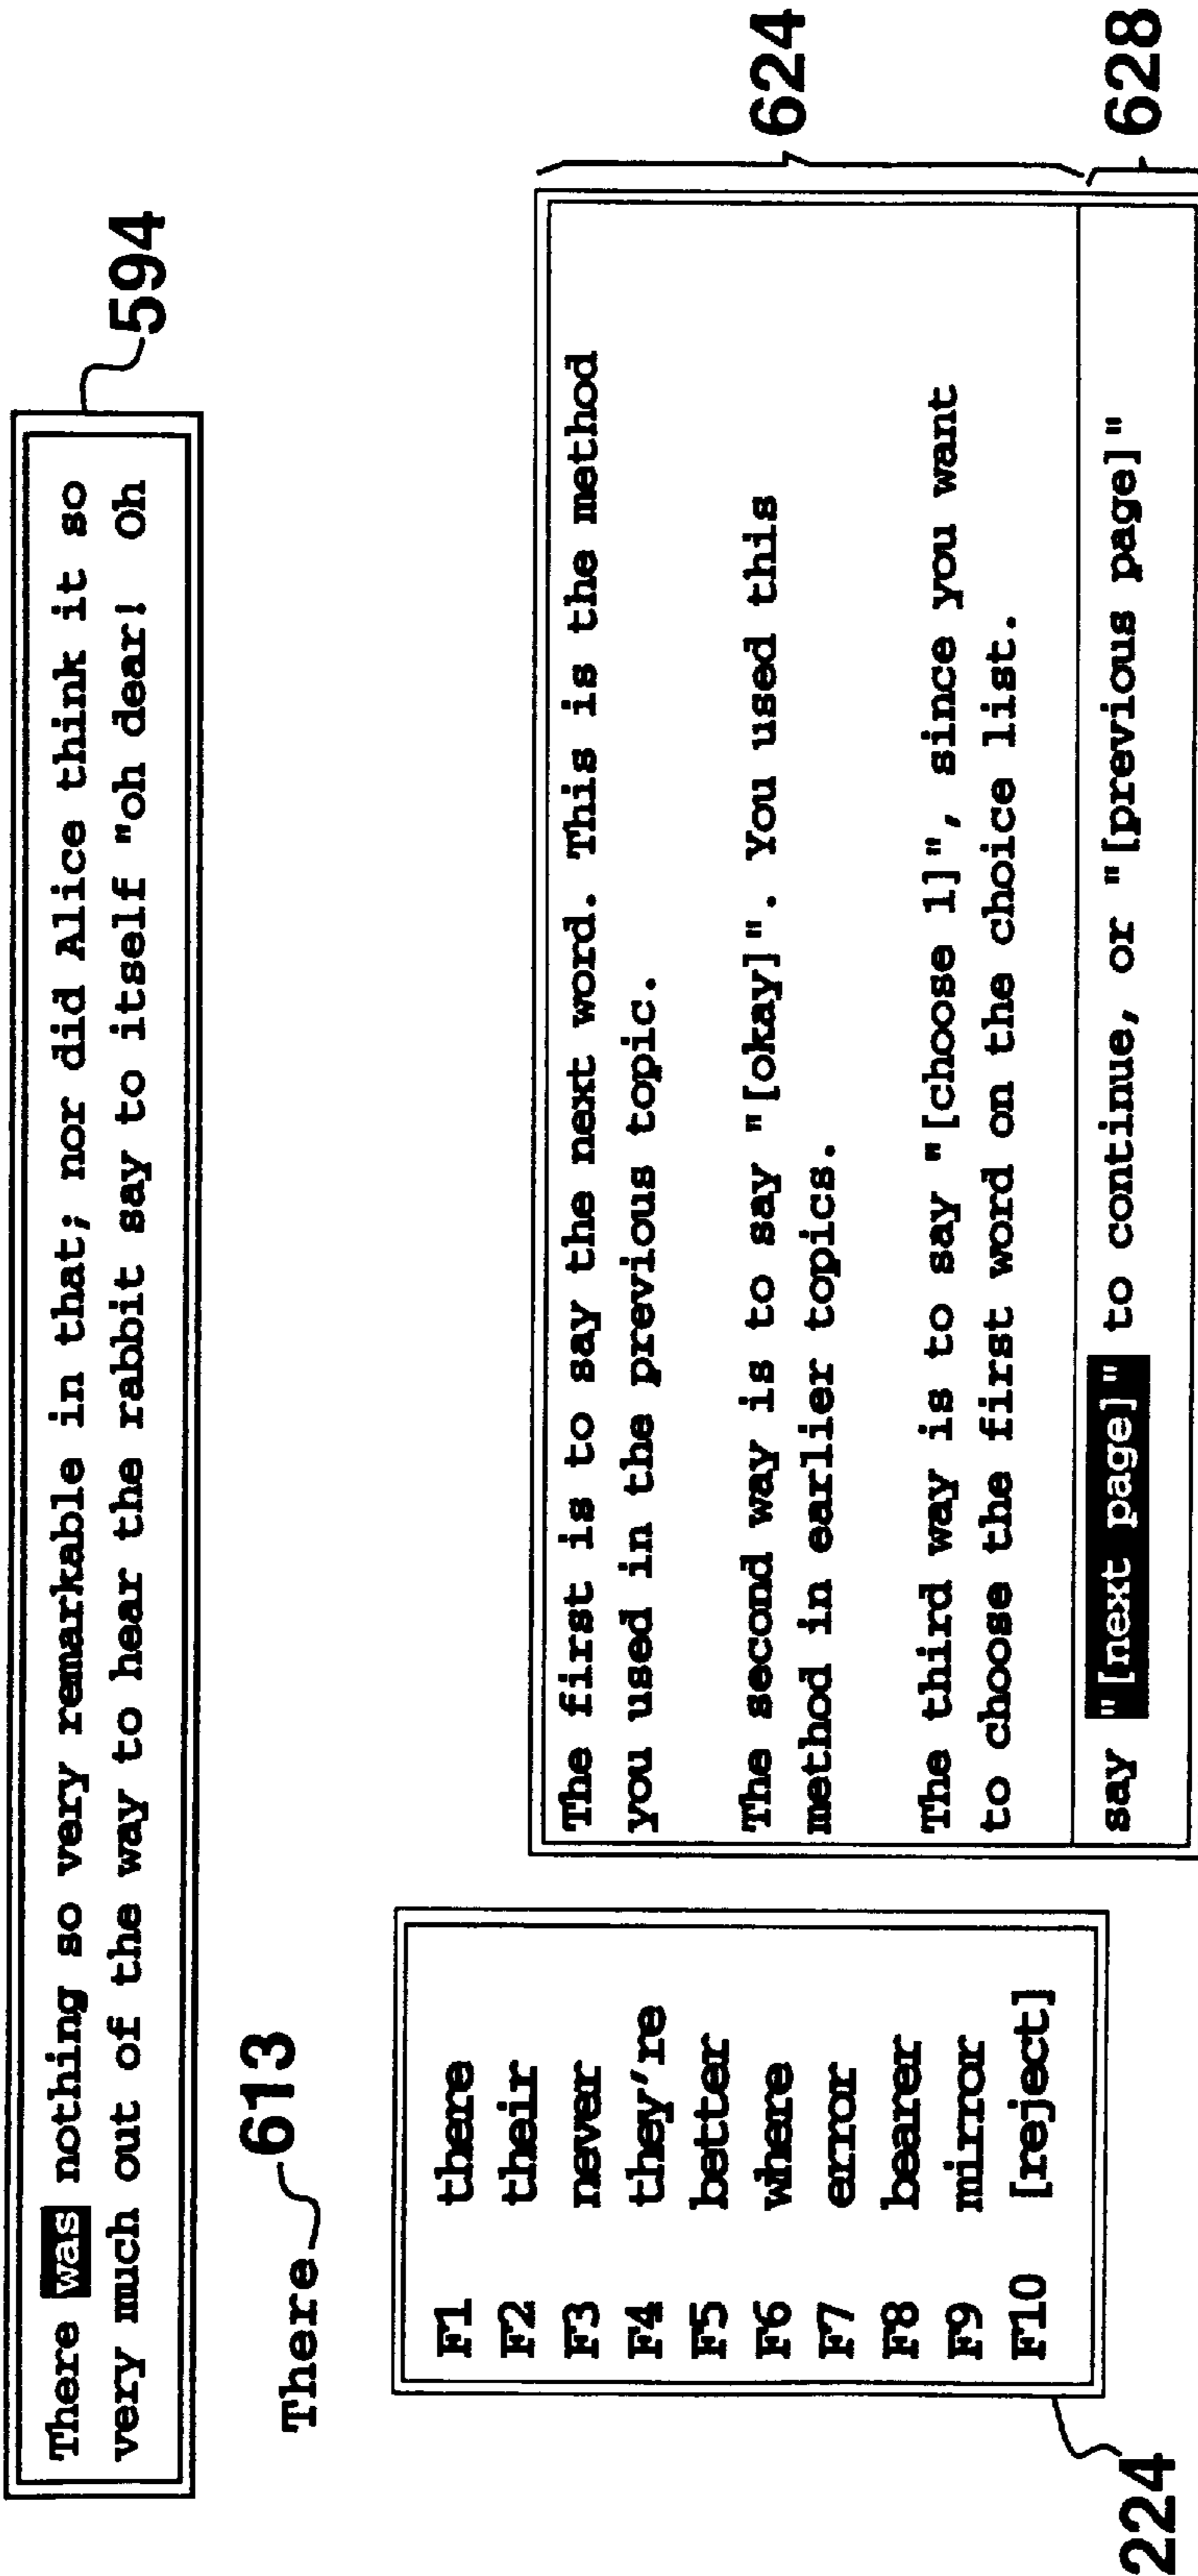 There was nothing so very remarkable in that; nor did Alice think it so
very much out of the way to hear the rabbit say to itself "oh dear! Oh
594
There 613
F1 there
F2 their
F3 never
F4 they're
F5 better
F6 where
F7 error
F8 bearer
F9 mirror
F10 [reject]
224
The first is to say the next word. This is the method
you used in the previous topic.
The second way is to say "[okay]". You used this
method in earlier topics.
The third way is to say "[choose 1]", since you want
to choose the first word on the choice list.
624
say "[next page]" to continue, or "[previous page]"
628